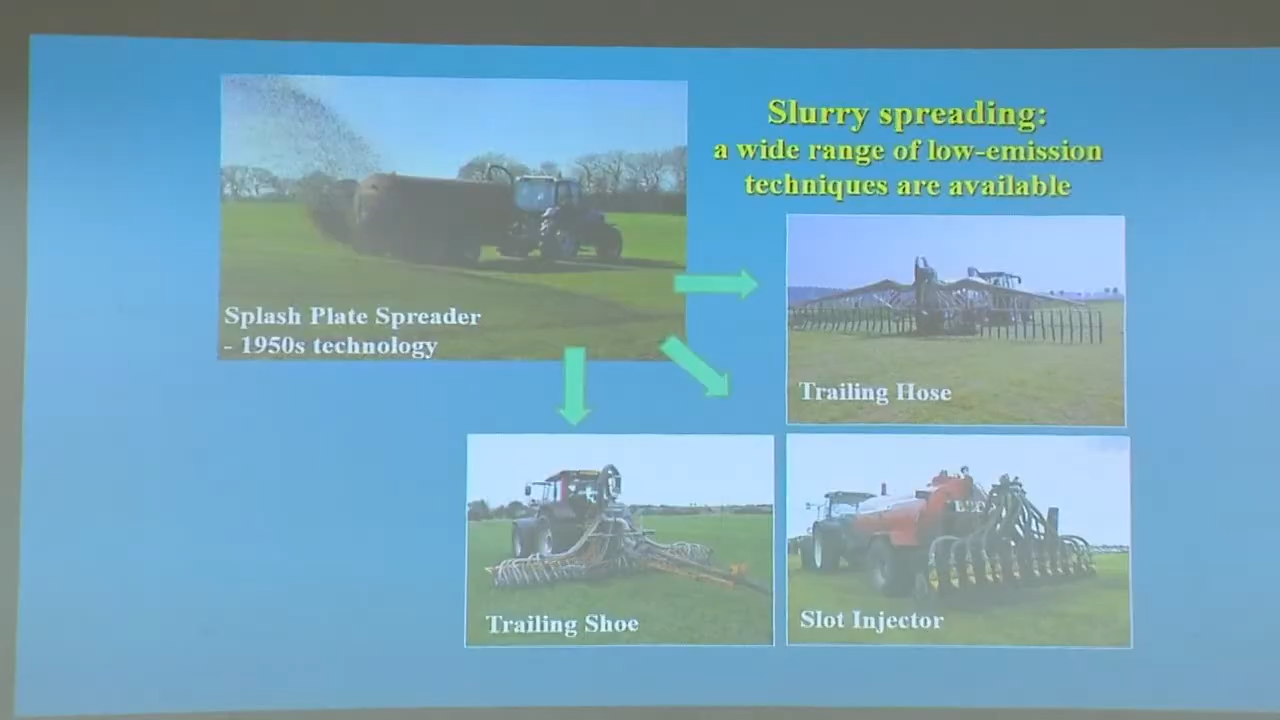 Slurry spreading:
a wide range of low-emission
techniques are available
Splash Plate Spreader
- 1950s technology
Trailing Hose
Trailing Shoe
Slot Injector